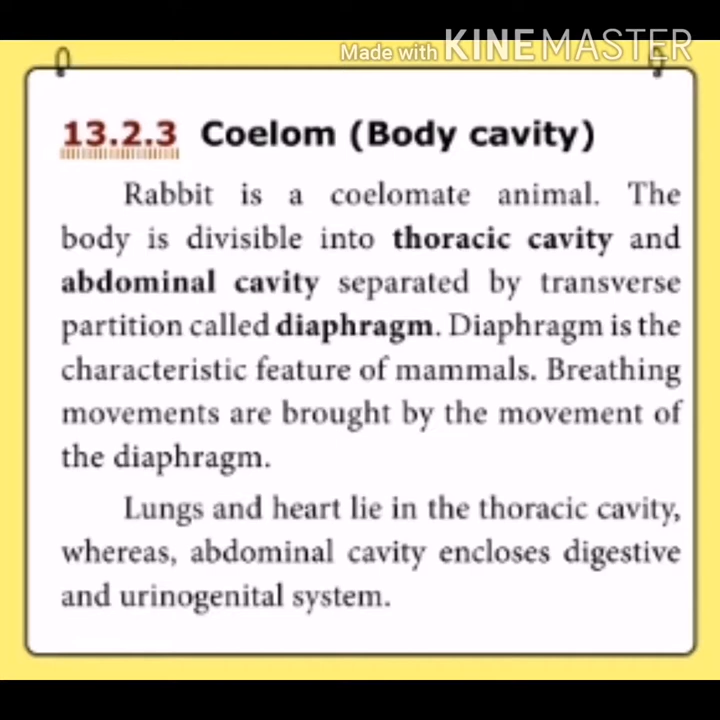 Made with KINEMASTER
13.2.3 Coelom (Body cavity)
Rabbit is a coelomate animal. The
body is divisible into thoracic cavity and
abdominal cavity separated by transverse
partition called diaphragm. Diaphragm is the
characteristic feature of mammals. Breathing
movements are brought by the movement of
the diaphragm.
Lungs and heart lie in the thoracic cavity,
whereas, abdominal cavity encloses digestive
and urinogenital system.